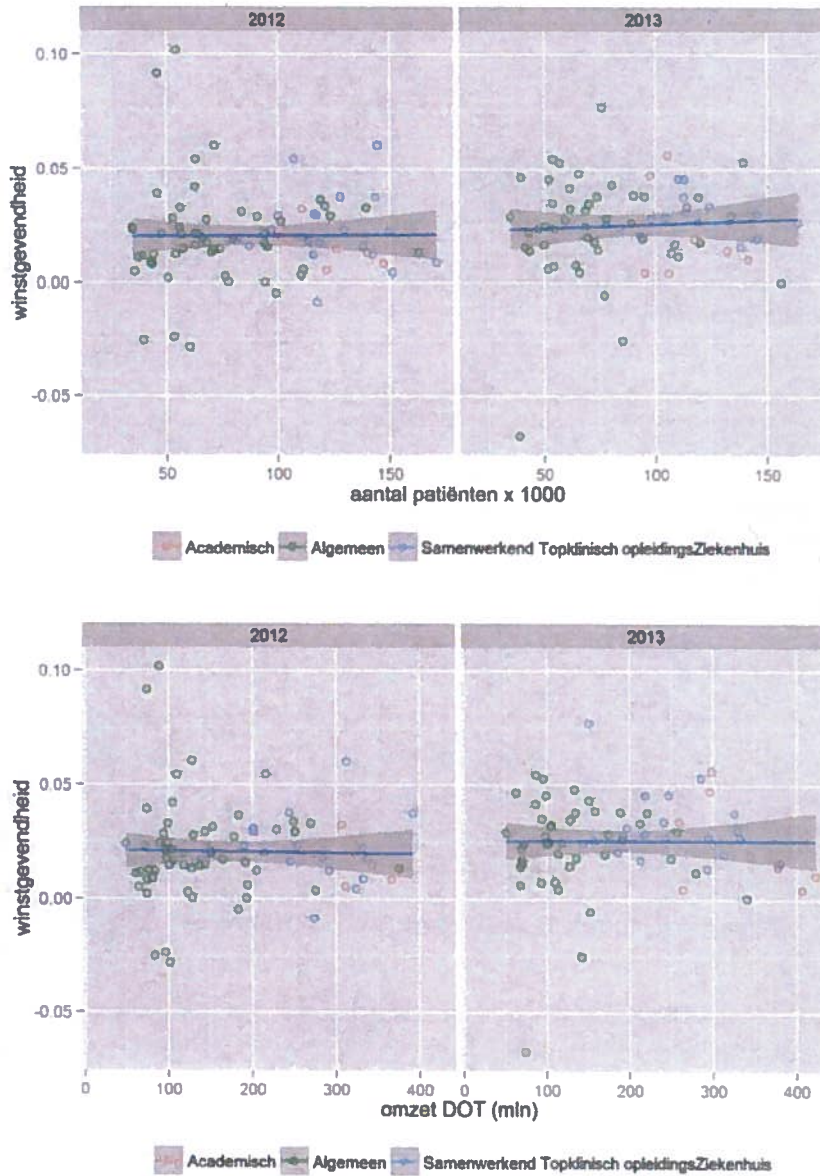 2012 2013
0.10
0.05
0.00
-0.05
winstgevendheid
50 100 150 50 100 150
aantal patiënten x 1000
Academisch Algemeen Samenwerkend Topklinisch opleidingsZiekenhuis
2012 2013
0.10
0.05
0.00
-0.05
winstgevendheid
0 100 200 300 400 0 100 200 300 400
omzet DOT (mln)
Academisch Algemeen Samenwerkend Topklinisch opleidingsZiekenhuis